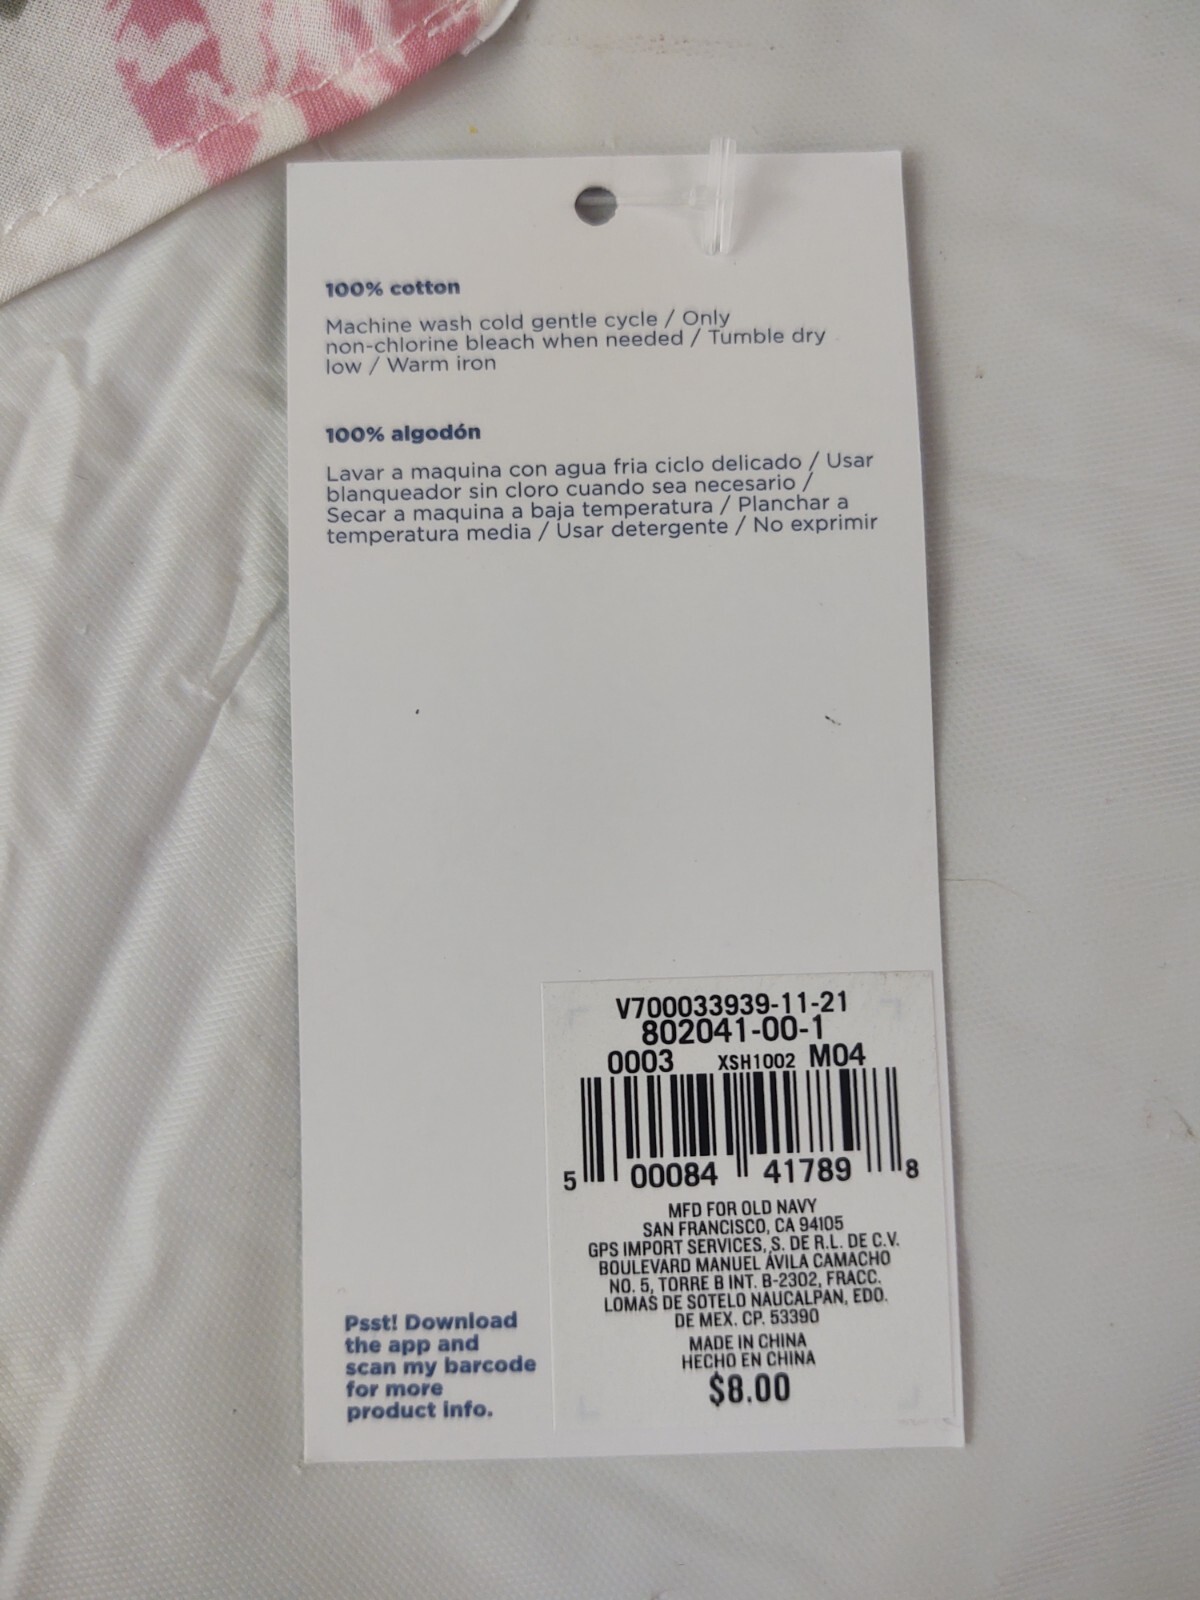 100% cotton
Machine wash cold gentle cycle / Only
non-chlorine bleach when needed / Tumble dry
low / Warm iron
100% algodón
Lavar a maquina con agua fria ciclo delicado / Usar
blanqueador sin cloro cuando sea necesario /
Secar a maquina a baja temperatura / Planchar a
temperatura media / Usar detergente / No exprimir
V700033939-11-21
802041-00-1
0003 XSH1002 M04
5 00084 41789 8
MFD FOR OLD NAVY
SAN FRANCISCO, CA 94105
GPS IMPORT SERVICES, S. DE R.L. DE C.V.
BOULEVARD MANUEL ÁVILA CAMACHO
NO. 5, TORRE B INT. B-2302, FRACC.
LOMAS DE SOTELO NAUCALPAN, EDO.
DE MEX. CP. 53390
MADE IN CHINA
HECHO EN CHINA
$8.00
Psst! Download
the app and
scan my barcode
for more
product info.